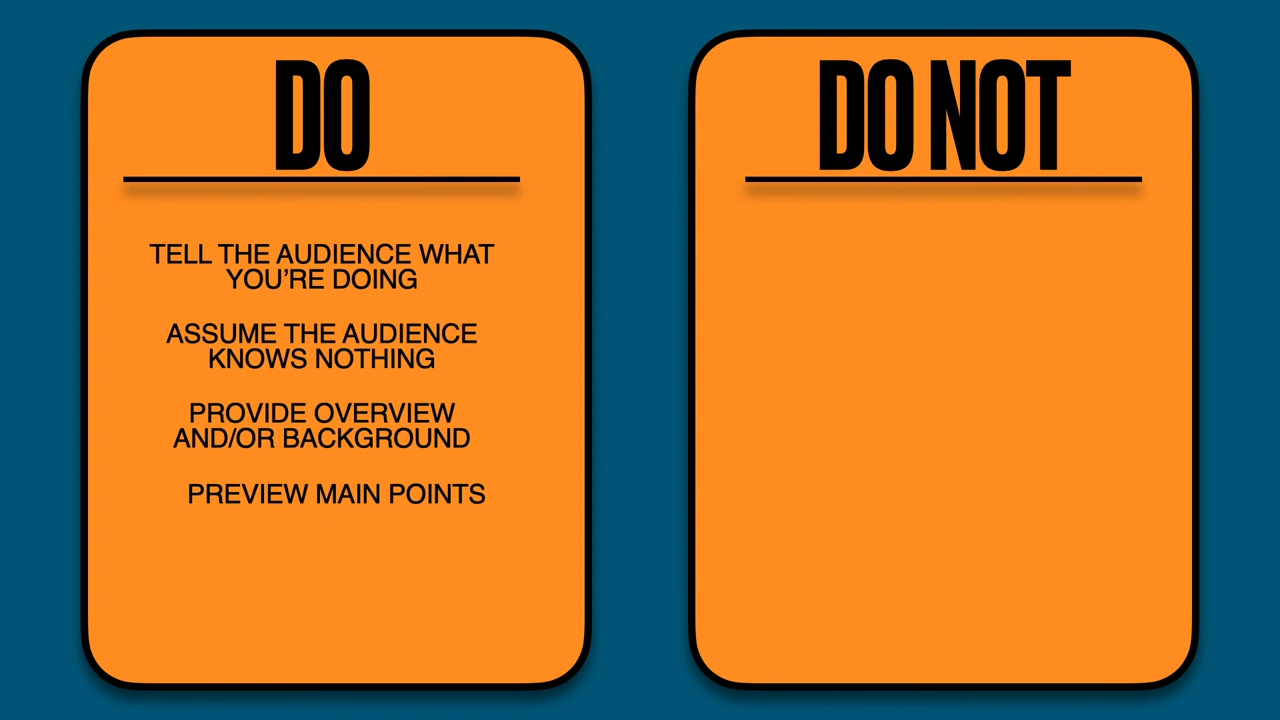 DO
TELL THE AUDIENCE WHAT
YOU’RE DOING
ASSUME THE AUDIENCE
KNOWS NOTHING
PROVIDE OVERVIEW
AND/OR BACKGROUND
PREVIEW MAIN POINTS
DO NOT